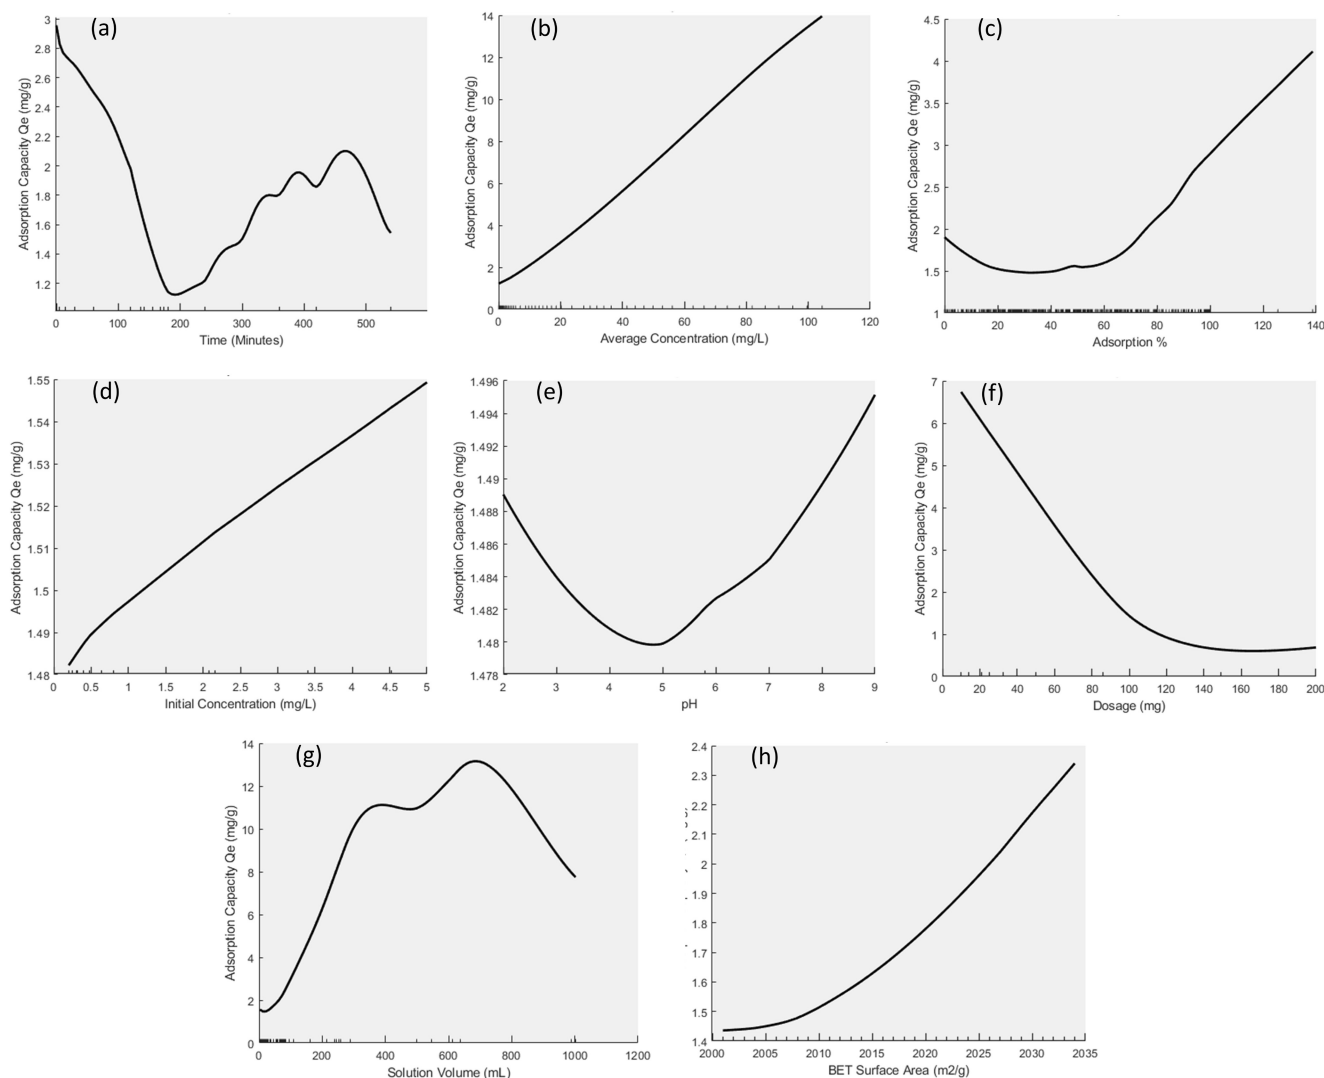 (a)
Adsorption Capacity Qe (mg/g)
3
2.8
2.6
2.4
2.2
2
1.8
1.6
1.4
1.2
0 100 200 300 400 500
Time (Minutes)
(b)
Adsorption Capacity Qe (mg/g)
14
12
10
8
6
4
2
0
0 20 40 60 80 100 120
Average Concentration (mg/L)
(c)
Adsorption Capacity Qe (mg/g)
4.5
4
3.5
3
2.5
2
1.5
1
0 20 40 60 80 100 120 140
Adsorption %
(d)
Adsorption Capacity Qe (mg/g)
1.55
1.54
1.53
1.52
1.51
1.5
1.49
1.48
0 0.5 1 1.5 2 2.5 3 3.5 4 4.5 5
Initial Concentration (mg/L)
(e)
Adsorption Capacity Qe (mg/g)
1.496
1.494
1.492
1.49
1.488
1.486
1.484
1.482
1.48
1.478
2 3 4 5 6 7 8 9
pH
(f)
Adsorption Capacity Qe (mg/g)
7
6
5
4
3
2
1
0
0 20 40 60 80 100 120 140 160 180 200
Dosage (mg)
(g)
Adsorption Capacity Qe (mg/g)
14
12
10
8
6
4
2
0
0 200 400 600 800 1000 1200
Solution Volume (mL)
(h)
2.4
2.3
2.2
2.1
2
1.9
1.8
1.7
1.6
1.5
1.4
2000 2005 2010 2015 2020 2025 2030 2035
BET Surface Area (m2/g)